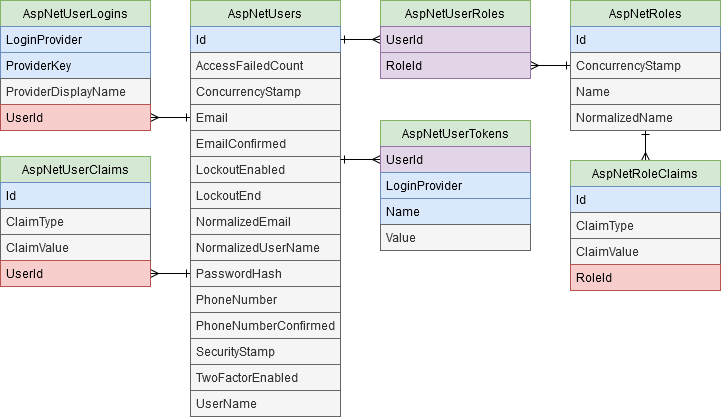 AspNetUserLogins
LoginProvider
ProviderKey
ProviderDisplayName
UserId
AspNetUserClaims
Id
ClaimType
ClaimValue
UserId
AspNetUsers
Id
AccessFailedCount
ConcurrencyStamp
Email
EmailConfirmed
LockoutEnabled
LockoutEnd
NormalizedEmail
NormalizedUserName
PasswordHash
PhoneNumber
PhoneNumberConfirmed
SecurityStamp
TwoFactorEnabled
UserName
AspNetUserRoles
UserId
RoleId
AspNetUserTokens
UserId
LoginProvider
Name
Value
AspNetRoles
Id
ConcurrencyStamp
Name
NormalizedName
AspNetRoleClaims
Id
ClaimType
ClaimValue
RoleId